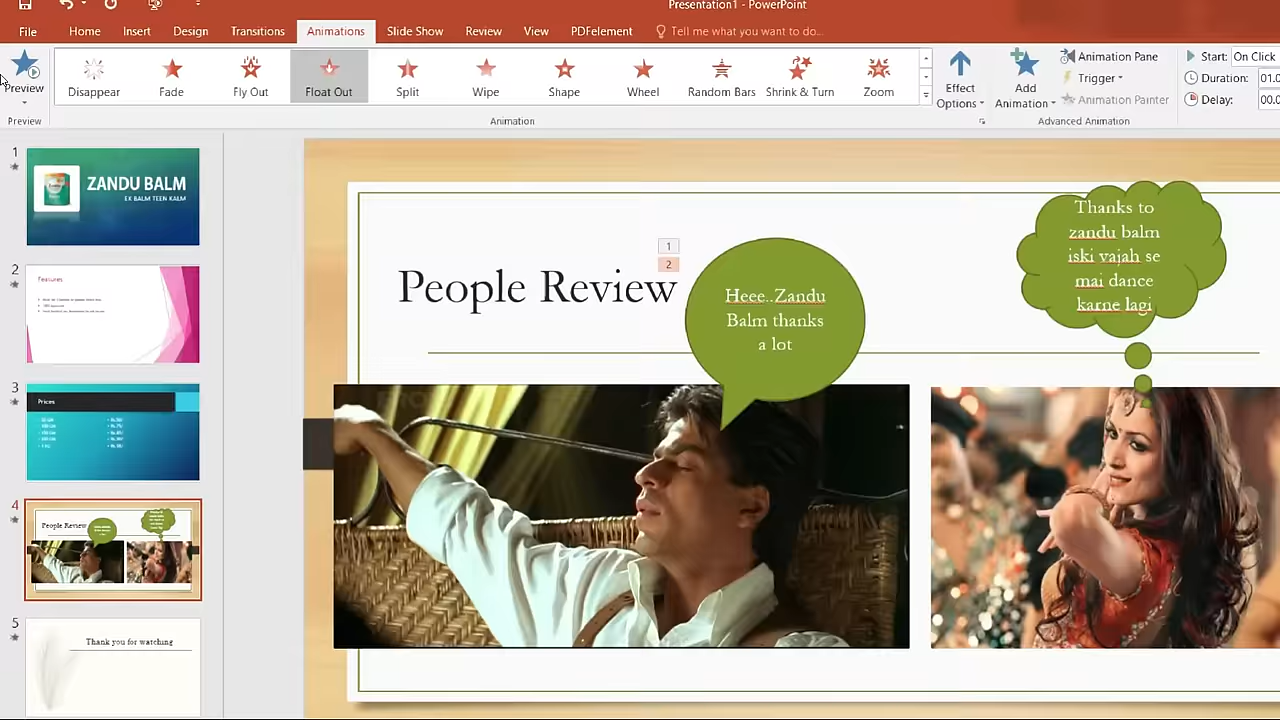 Presentation1 - PowerPoint
File Home Insert Design Transitions Animations Slide Show Review View PDFelement Tell me what you want to do...
Preview
Disappear Fade Fly Out Float Out Split Wipe Shape Wheel Random Bars Shrink & Turn Zoom
Effect
Options
Add
Animation
Animation Pane
Trigger
Animation Painter
Start: On Click
Duration: 01.0
Delay: 00.0
Preview Animation Advanced Animation
1
ZANDU BALM
EK BALM TEEN KALM
2
Features
3
Prices
4
People Review
5
Thank you for watching
1
2
People Review
Heee..Zandu
Balm thanks
a lot
Thanks to
zandu balm
iski vajah se
mai dance
karne lagi